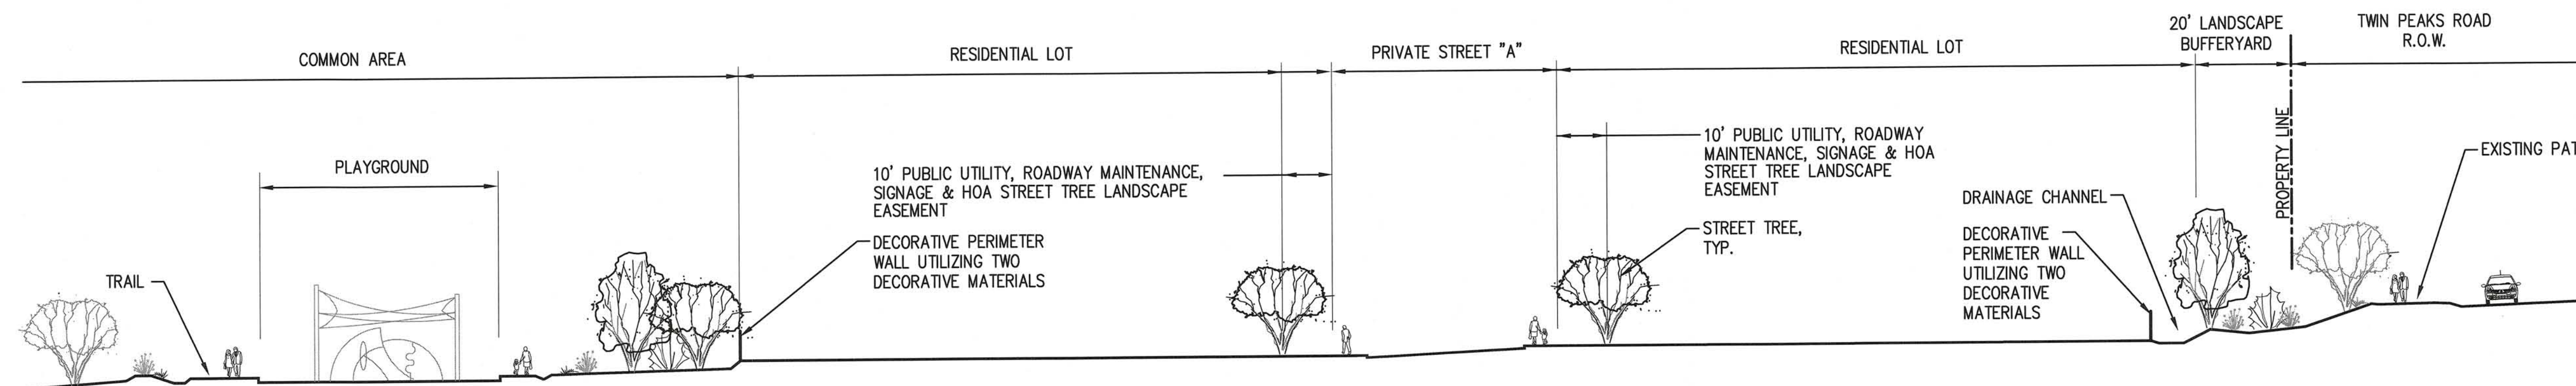 COMMON AREA
RESIDENTIAL LOT
PRIVATE STREET "A"
RESIDENTIAL LOT
20' LANDSCAPE
BUFFERYARD
TWIN PEAKS ROAD
R.O.W.
PLAYGROUND
TRAIL
10' PUBLIC UTILITY, ROADWAY MAINTENANCE,
SIGNAGE & HOA STREET TREE LANDSCAPE
EASEMENT
DECORATIVE PERIMETER
WALL UTILIZING TWO
DECORATIVE MATERIALS
10' PUBLIC UTILITY, ROADWAY
MAINTENANCE, SIGNAGE & HOA
STREET TREE LANDSCAPE
EASEMENT
STREET TREE,
TYP.
DRAINAGE CHANNEL
DECORATIVE
PERIMETER WALL
UTILIZING TWO
DECORATIVE
MATERIALS
PROPERTY LINE
EXISTING PAT